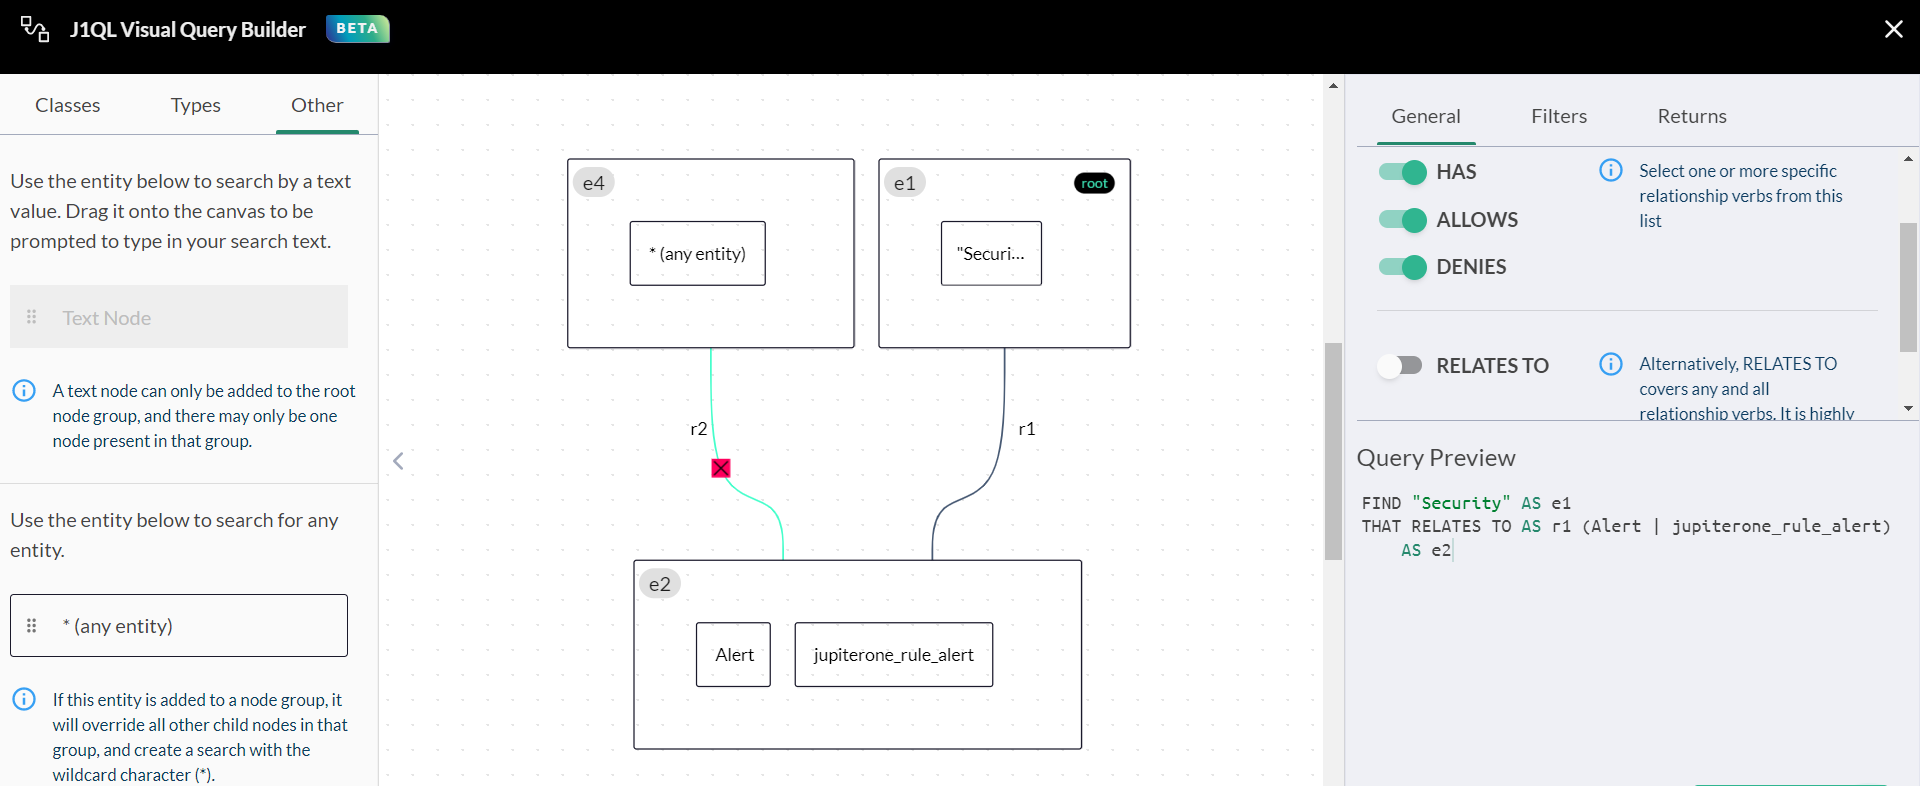 J1QL Visual Query Builder BETA
Classes Types Other
Use the entity below to search by a text
value. Drag it onto the canvas to be
prompted to type in your search text.
Text Node
A text node can only be added to the root
node group, and there may only be one
node present in that group.
Use the entity below to search for any
entity.
* (any entity)
If this entity is added to a node group, it
will override all other child nodes in that
group, and create a search with the
wildcard character (*).
e4
* (any entity)
e1
root
"Securi...
r2
r1
e2
Alert
jupiterone_rule_alert
General Filters Returns
HAS
ALLOWS
DENIES
Select one or more specific
relationship verbs from this
list
RELATES TO
Alternatively, RELATES TO
covers any and all
relationship verbs. It is highly
Query Preview
FIND "Security" AS e1
THAT RELATES TO AS r1 (Alert | jupiterone_rule_alert)
AS e2